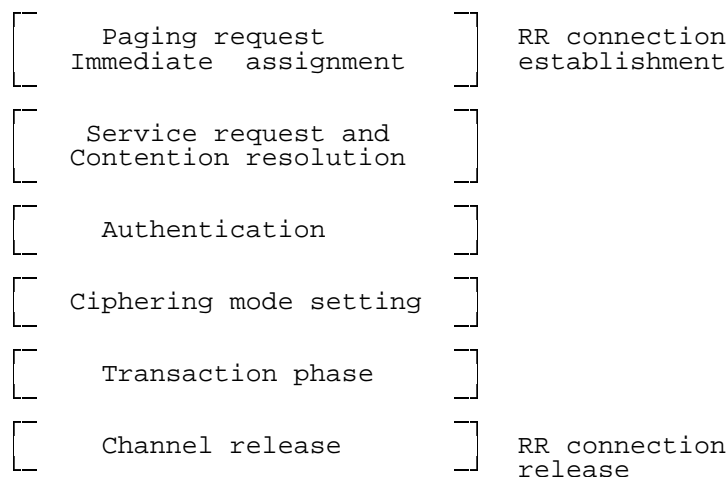 Paging request RR connection
Immediate assignment establishment
Service request and
Contention resolution
Authentication
Ciphering mode setting
Transaction phase
Channel release RR connection
release